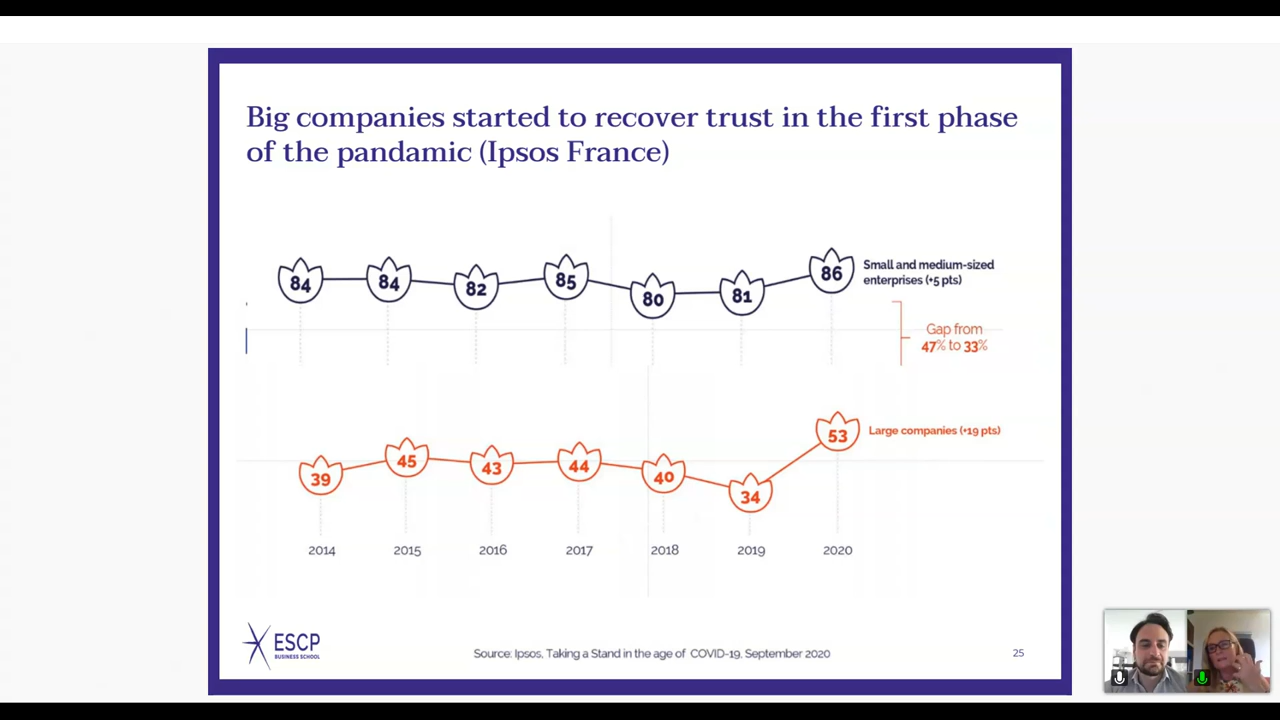 Big companies started to recover trust in the first phase
of the pandamic (Ipsos France)
84 84 82 85 80 81 86
Small and medium-sized
enterprises (+5 pts)
Gap from
47% to 33%
39 45 43 44 40 34 53
Large companies (+19 pts)
2014 2015 2016 2017 2018 2019 2020
ESCP
BUSINESS SCHOOL
Source: Ipsos, Taking a Stand in the age of COVID-19, September 2020
25